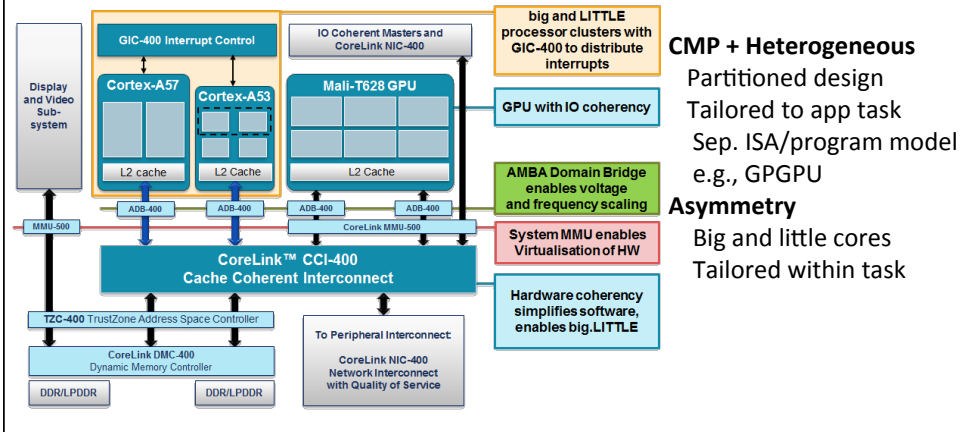 GIC-400 Interrupt Control
IO Coherent Masters and
CoreLink NIC-400
big and LITTLE
processor clusters with
GIC-400 to distribute
interrupts
Display
and Video
Sub-
system
Cortex-A57
L2 cache
Cortex-A53
L2 Cache
Mali-T628 GPU
L2 Cache
GPU with IO coherency
AMBA Domain Bridge
enables voltage
and frequency scaling
ADB-400
ADB-400
ADB-400
ADB-400
MMU-500
CoreLink MMU-500
System MMU enables
Virtualisation of HW
CoreLink™ CCI-400
Cache Coherent Interconnect
Hardware coherency
simplifies software,
enables big.LITTLE
TZC-400 TrustZone Address Space Controller
CoreLink DMC-400
Dynamic Memory Controller
DDR/LPDDR
DDR/LPDDR
To Peripheral Interconnect:
CoreLink NIC-400
Network Interconnect
with Quality of Service
CMP + Heterogeneous
Partitioned design
Tailored to app task
Sep. ISA/program model
e.g., GPGPU
Asymmetry
Big and little cores
Tailored within task